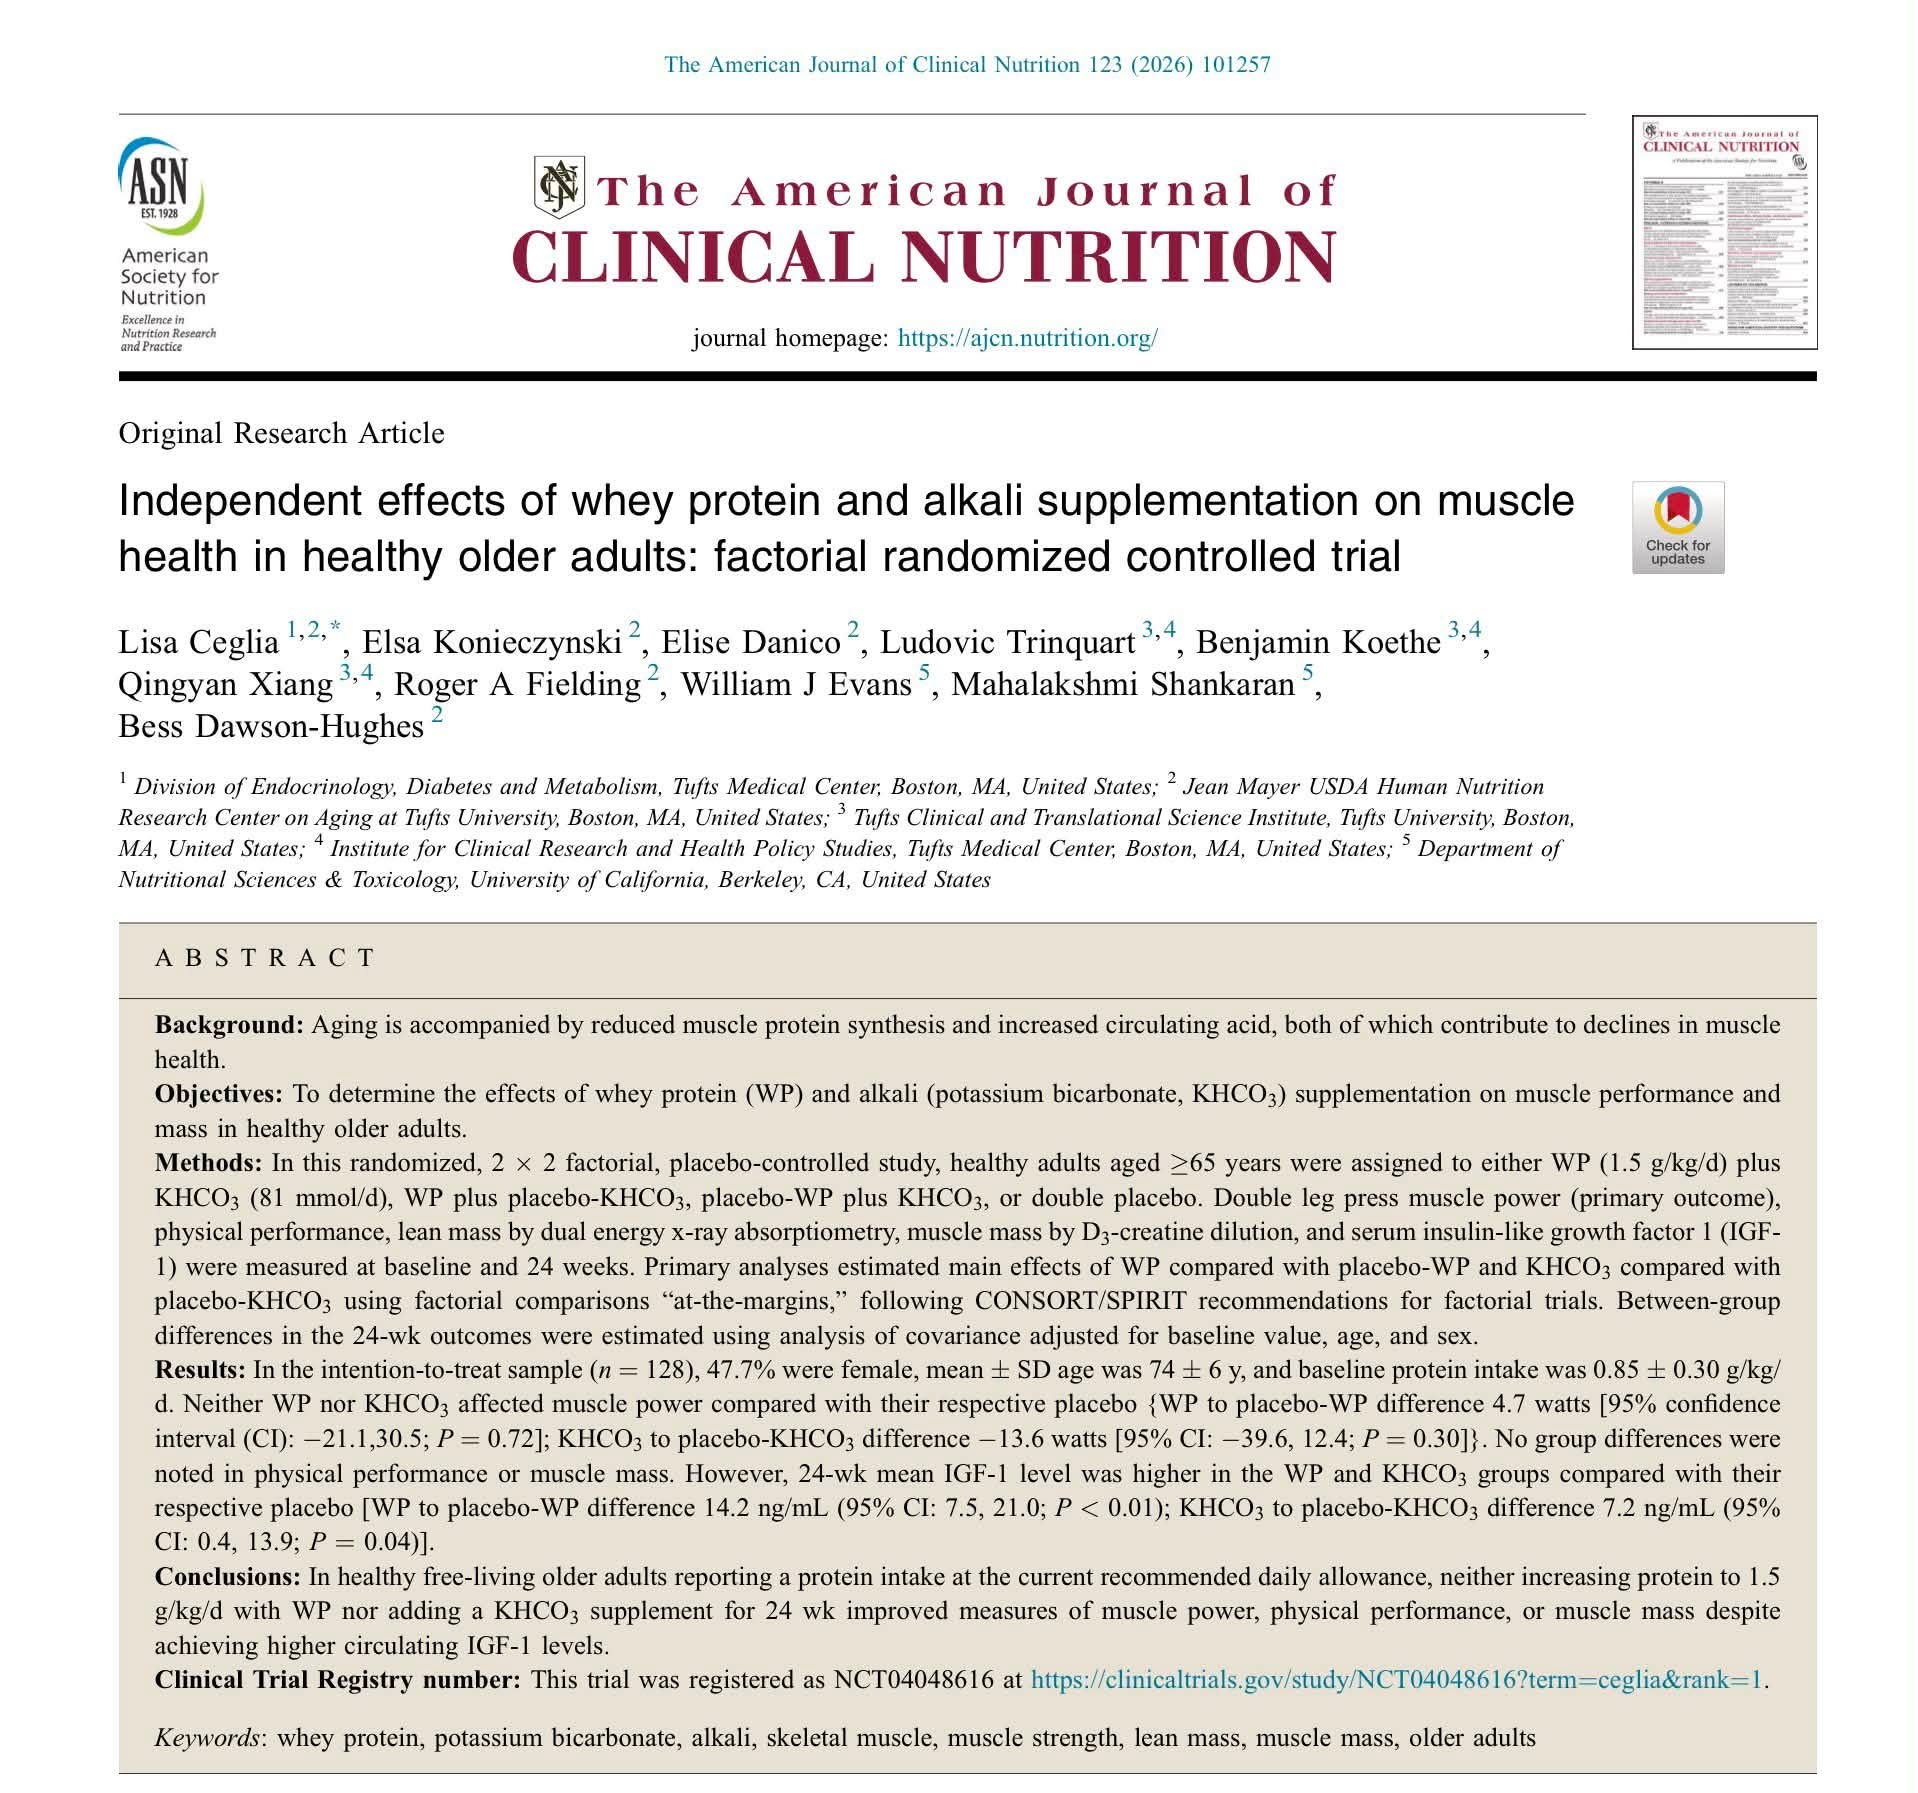 The American Journal of Clinical Nutrition 123 (2026) 101257
ASN
EST. 1928
American
Society for
Nutrition
Excellence in
Nutrition Research
and Practice
The American Journal of
CLINICAL NUTRITION
journal homepage: https://ajcn.nutrition.org/
The American Journal of
CLINICAL NUTRITION
Original Research Article
Independent effects of whey protein and alkali supplementation on muscle
health in healthy older adults: factorial randomized controlled trial
Check for
updates
Lisa Ceglia 1,2,*, Elsa Konieczynski 2, Elise Danico 2, Ludovic Trinquart 3,4, Benjamin Koethe 3,4,
Qingyan Xiang 3,4, Roger A Fielding 2, William J Evans 5, Mahalakshmi Shankaran 5,
Bess Dawson-Hughes 2
1 Division of Endocrinology, Diabetes and Metabolism, Tufts Medical Center, Boston, MA, United States; 2 Jean Mayer USDA Human Nutrition
Research Center on Aging at Tufts University, Boston, MA, United States; 3 Tufts Clinical and Translational Science Institute, Tufts University, Boston,
MA, United States; 4 Institute for Clinical Research and Health Policy Studies, Tufts Medical Center, Boston, MA, United States; 5 Department of
Nutritional Sciences & Toxicology, University of California, Berkeley, CA, United States
ABSTRACT
Background: Aging is accompanied by reduced muscle protein synthesis and increased circulating acid, both of which contribute to declines in muscle
health.
Objectives: To determine the effects of whey protein (WP) and alkali (potassium bicarbonate, KHCO₃) supplementation on muscle performance and
mass in healthy older adults.
Methods: In this randomized, 2 × 2 factorial, placebo-controlled study, healthy adults aged ≥65 years were assigned to either WP (1.5 g/kg/d) plus
KHCO₃ (81 mmol/d), WP plus placebo-KHCO₃, placebo-WP plus KHCO₃, or double placebo. Double leg press muscle power (primary outcome),
physical performance, lean mass by dual energy x-ray absorptiometry, muscle mass by D₃-creatine dilution, and serum insulin-like growth factor 1 (IGF-
1) were measured at baseline and 24 weeks. Primary analyses estimated main effects of WP compared with placebo-WP and KHCO₃ compared with
placebo-KHCO₃ using factorial comparisons “at-the-margins,” following CONSORT/SPIRIT recommendations for factorial trials. Between-group
differences in the 24-wk outcomes were estimated using analysis of covariance adjusted for baseline value, age, and sex.
Results: In the intention-to-treat sample (n = 128), 47.7% were female, mean ± SD age was 74 ± 6 y, and baseline protein intake was 0.85 ± 0.30 g/kg/
d. Neither WP nor KHCO₃ affected muscle power compared with their respective placebo {WP to placebo-WP difference 4.7 watts [95% confidence
interval (CI): −21.1,30.5; P = 0.72]; KHCO₃ to placebo-KHCO₃ difference −13.6 watts [95% CI: −39.6, 12.4; P = 0.30]}. No group differences were
noted in physical performance or muscle mass. However, 24-wk mean IGF-1 level was higher in the WP and KHCO₃ groups compared with their
respective placebo [WP to placebo-WP difference 14.2 ng/mL (95% CI: 7.5, 21.0; P < 0.01); KHCO₃ to placebo-KHCO₃ difference 7.2 ng/mL (95%
CI: 0.4, 13.9; P = 0.04)].
Conclusions: In healthy free-living older adults reporting a protein intake at the current recommended daily allowance, neither increasing protein to 1.5
g/kg/d with WP nor adding a KHCO₃ supplement for 24 wk improved measures of muscle power, physical performance, or muscle mass despite
achieving higher circulating IGF-1 levels.
Clinical Trial Registry number: This trial was registered as NCT04048616 at https://clinicaltrials.gov/study/NCT04048616?term=ceglia&rank=1.
Keywords: whey protein, potassium bicarbonate, alkali, skeletal muscle, muscle strength, lean mass, muscle mass, older adults